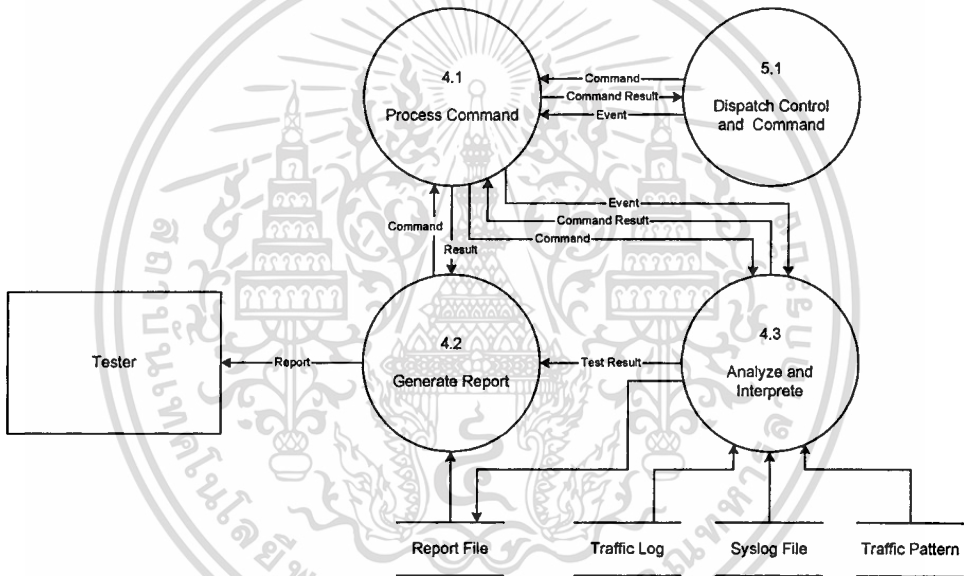 4.1
Process Command
5.1
Dispatch Control
and Command
Command
Command Result
Event
Event
Command Result
Command
Command
Result
Tester
Report
4.2
Generate Report
Test Result
4.3
Analyze and
Interprete
Report File
Traffic Log
Syslog File
Traffic Pattern